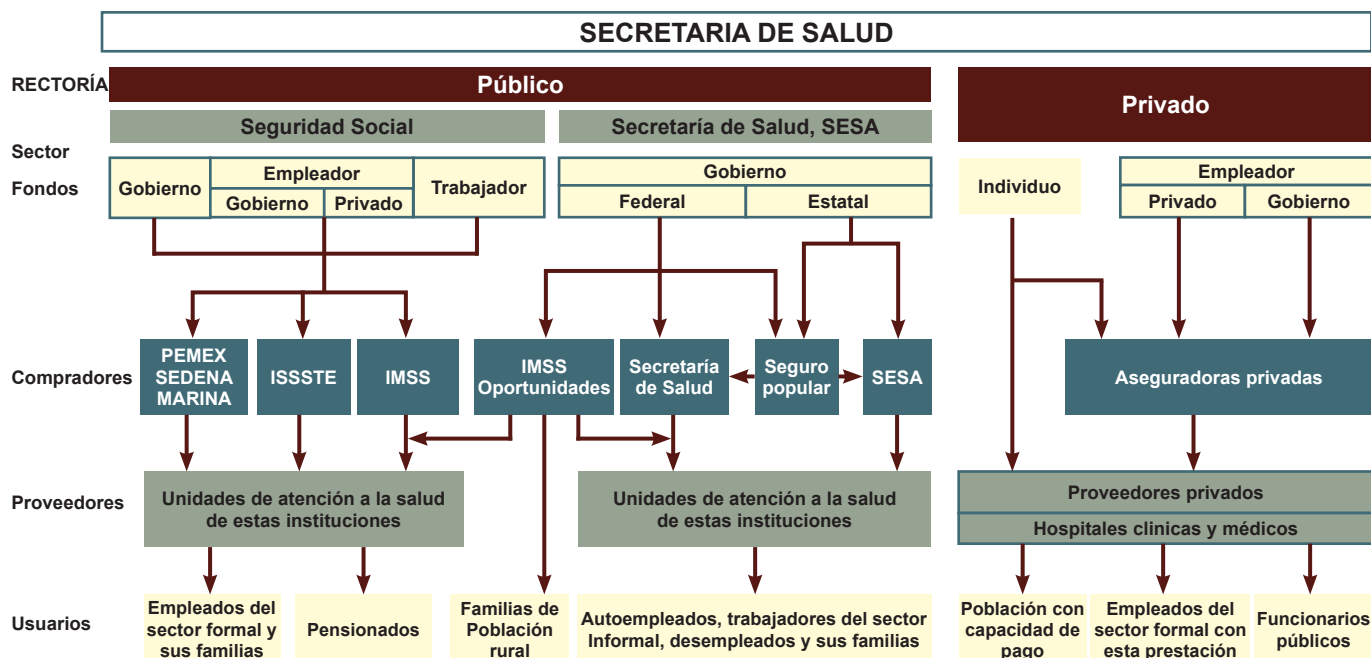 SECRETARIA DE SALUD
RECTORÍA
Público
Privado
Seguridad Social
Secretaría de Salud, SESA
Sector
Fondos
Gobierno
Empleador
Gobierno
Privado
Trabajador
Gobierno
Federal
Estatal
Individuo
Empleador
Privado
Gobierno
Compradores
PEMEX
SEDENA
MARINA
ISSSTE
IMSS
IMSS
Oportunidades
Secretaría
de Salud
Seguro
popular
SESA
Aseguradoras privadas
Proveedores
Unidades de atención a la salud
de estas instituciones
Unidades de atención a la salud
de estas instituciones
Proveedores privados
Hospitales clinicas y médicos
Usuarios
Empleados del
sector formal y
sus familias
Pensionados
Familias de
Población
rural
Autoempleados, trabajadores del sector
Informal, desempleados y sus familias
Población con
capacidad de
pago
Empleados del
sector formal con
esta prestación
Funcionarios
públicos